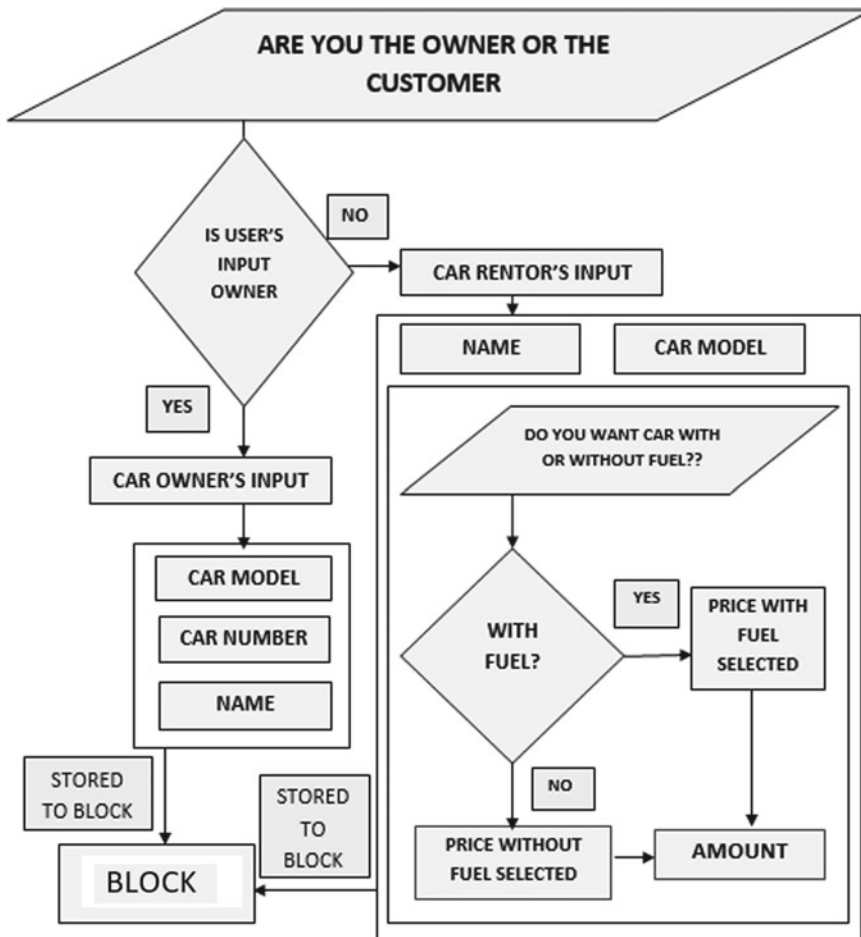 ARE YOU THE OWNER OR THE
CUSTOMER
IS USER'S
INPUT
OWNER
NO
CAR RENTOR'S INPUT
NAME
CAR MODEL
YES
CAR OWNER'S INPUT
CAR MODEL
CAR NUMBER
NAME
STORED
TO BLOCK
BLOCK
DO YOU WANT CAR WITH
OR WITHOUT FUEL??
WITH
FUEL?
YES
PRICE WITH
FUEL
SELECTED
NO
PRICE WITHOUT
FUEL SELECTED
AMOUNT
STORED
TO
BLOCK